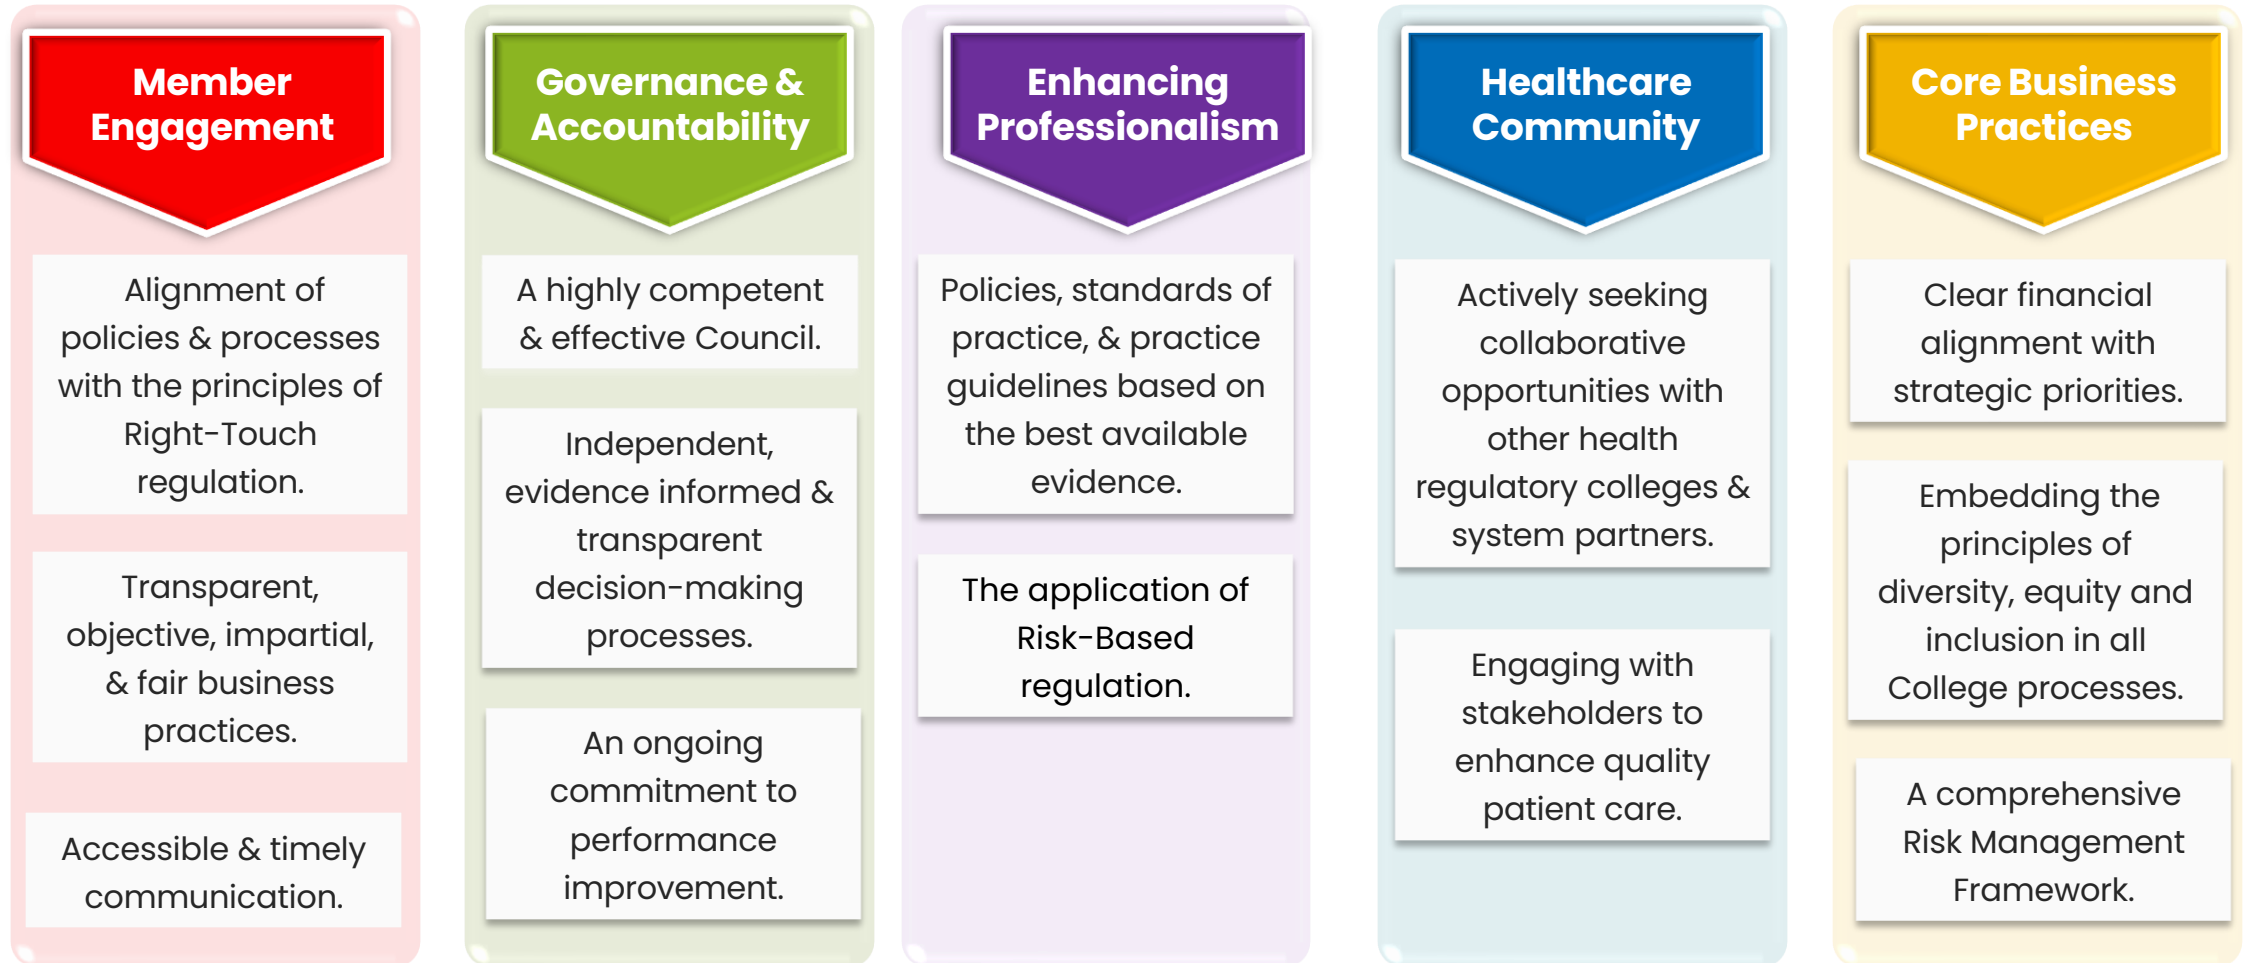 Member
Engagement
Alignment of
policies & processes
with the principles of
Right-Touch
regulation.
Transparent,
objective, impartial,
& fair business
practices.
Accessible & timely
communication.
Governance &
Accountability
A highly competent
& effective Council.
Independent,
evidence informed &
transparent
decision-making
processes.
An ongoing
commitment to
performance
improvement.
Enhancing
Professionalism
Policies, standards of
practice, & practice
guidelines based on
the best available
evidence.
The application of
Risk-Based
regulation.
Healthcare
Community
Actively seeking
collaborative
opportunities with
other health
regulatory colleges &
system partners.
Engaging with
stakeholders to
enhance quality
patient care.
Core Business
Practices
Clear financial
alignment with
strategic priorities.
Embedding the
principles of
diversity, equity and
inclusion in all
College processes.
A comprehensive
Risk Management
Framework.